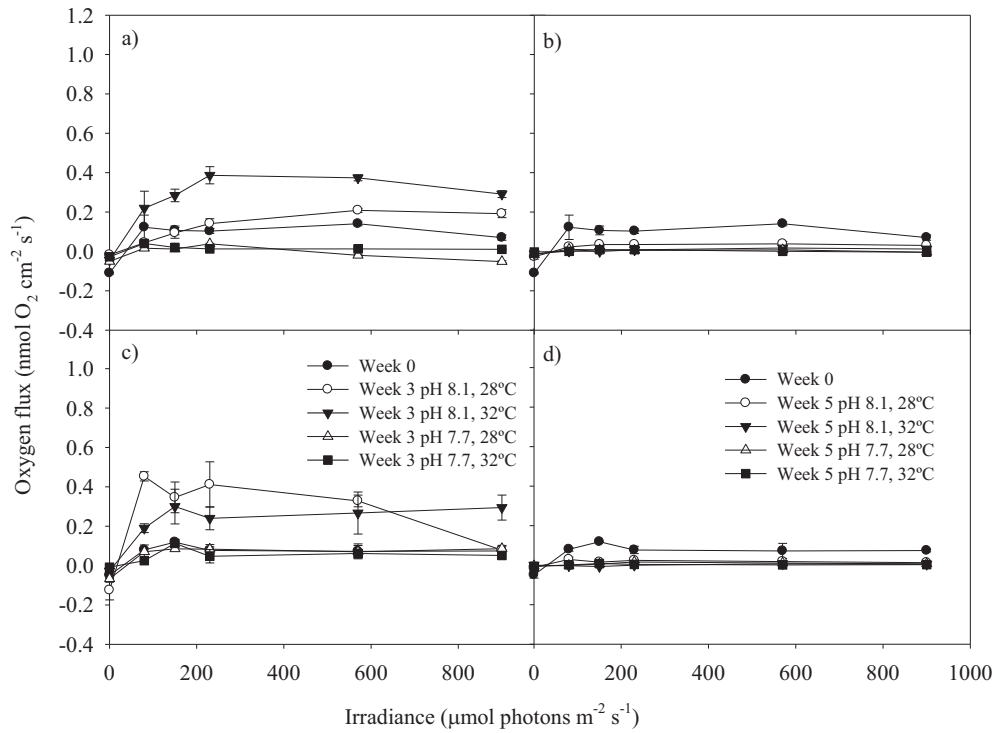 1.2
1.0
0.8
0.6
0.4
0.2
0.0
-0.2
-0.4
a)
b)
Oxygen flux (nmol O₂ cm⁻² s⁻¹)
1.0
0.8
0.6
0.4
0.2
0.0
-0.2
-0.4
c)
Week 0
Week 3 pH 8.1, 28ºC
Week 3 pH 8.1, 32ºC
Week 3 pH 7.7, 28ºC
Week 3 pH 7.7, 32ºC
d)
Week 0
Week 5 pH 8.1, 28ºC
Week 5 pH 8.1, 32ºC
Week 5 pH 7.7, 28ºC
Week 5 pH 7.7, 32ºC
0 200 400 600 800 0 200 400 600 800 1000
Irradiance (µmol photons m⁻² s⁻¹)